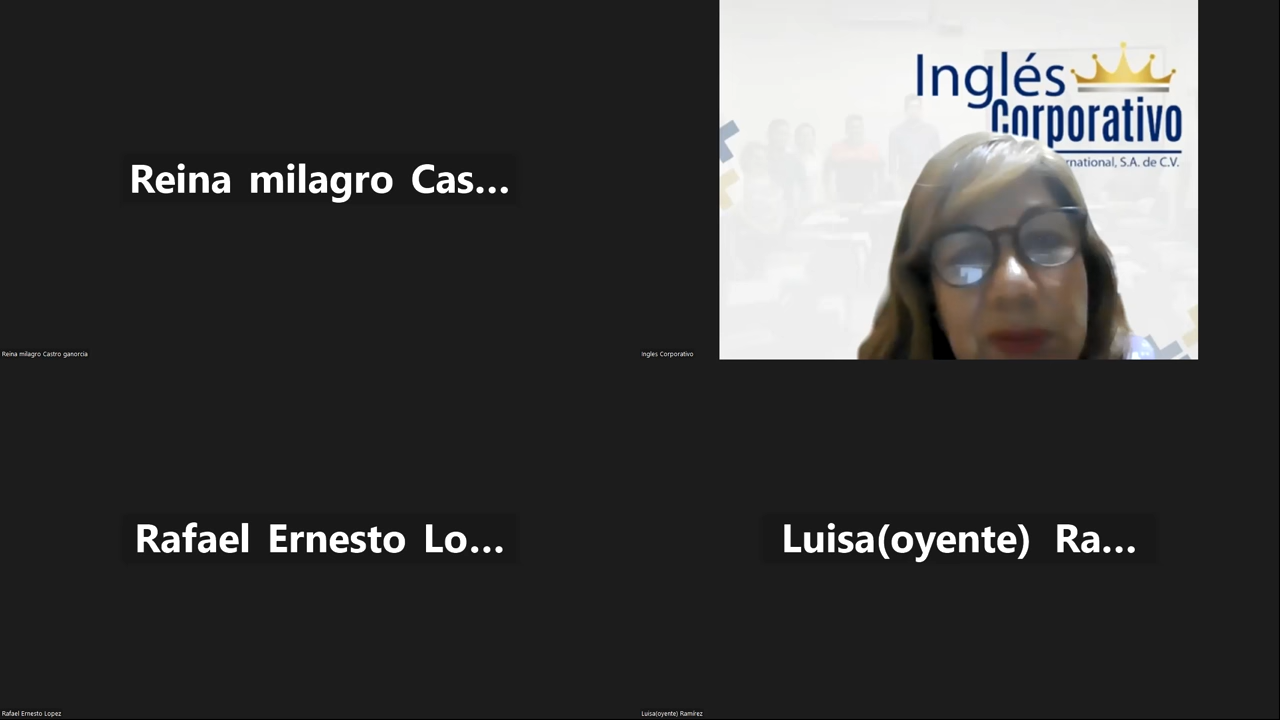 Reina milagro Cas...
Reina milagro Castro ganorcia
Inglés
Corporativo
rnational, S.A. de C.V.
Ingles Corporativo
Rafael Ernesto Lo...
Rafael Ernesto Lopez
Luisa(oyente) Ra...
Luisa(oyente) Ramírez